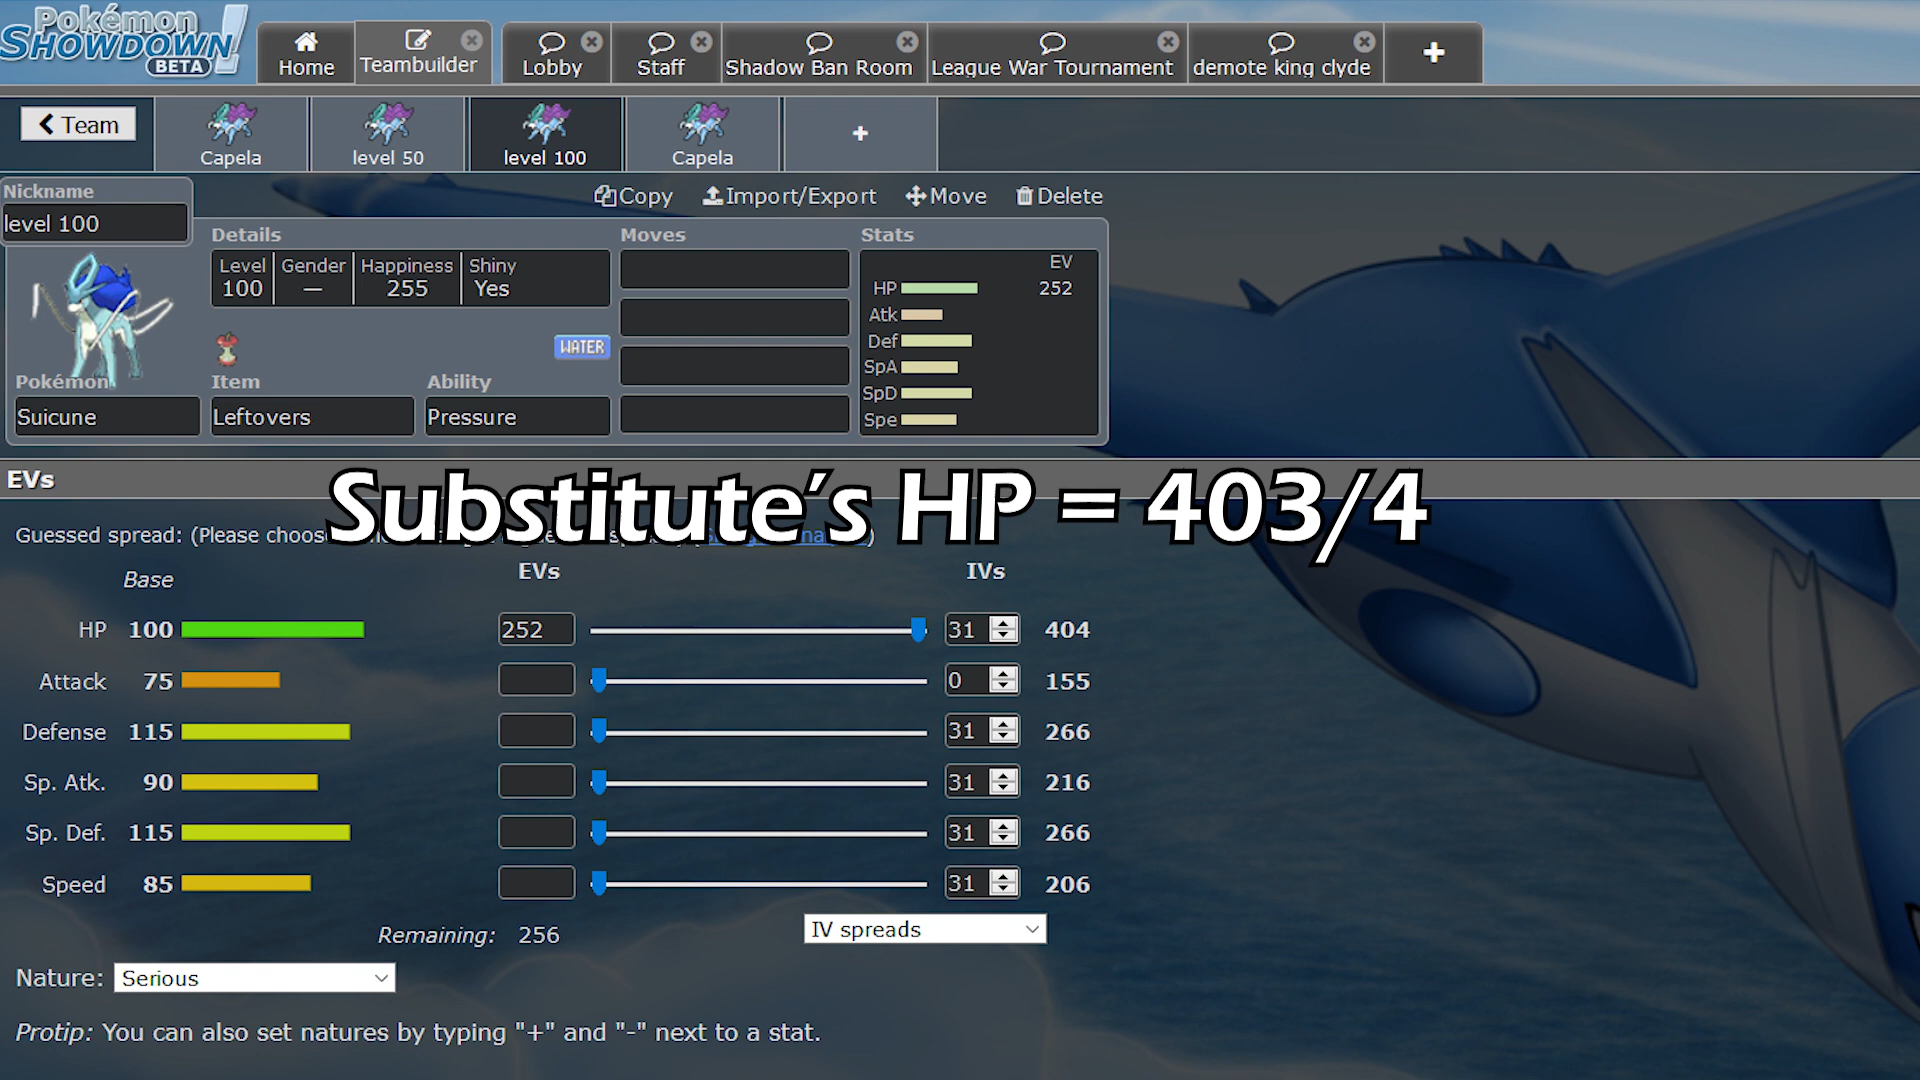 Pokémon
SHOWDOWN!
BETA
Home
Teambuilder
Lobby
Staff
Shadow Ban Room
League War Tournament
demote king clyde
Team
Capela
level 50
level 100
Capela
Copy
Import/Export
Move
Delete
Nickname
level 100
Details
Level Gender Happiness Shiny
100 — 255 Yes
WATER
Pokémon
Suicune
Item
Leftovers
Ability
Pressure
Moves
Stats
EV
HP 252
Atk
Def
SpA
SpD
Spe
EVs
Substitute's HP = 403/4
Guessed spread: (Please choose
Base EVs IVs
HP 100 252 31 404
Attack 75 0 155
Defense 115 31 266
Sp. Atk. 90 31 216
Sp. Def. 115 31 266
Speed 85 31 206
Remaining: 256
IV spreads
Nature: Serious
Protip: You can also set natures by typing "+" and "-" next to a stat.